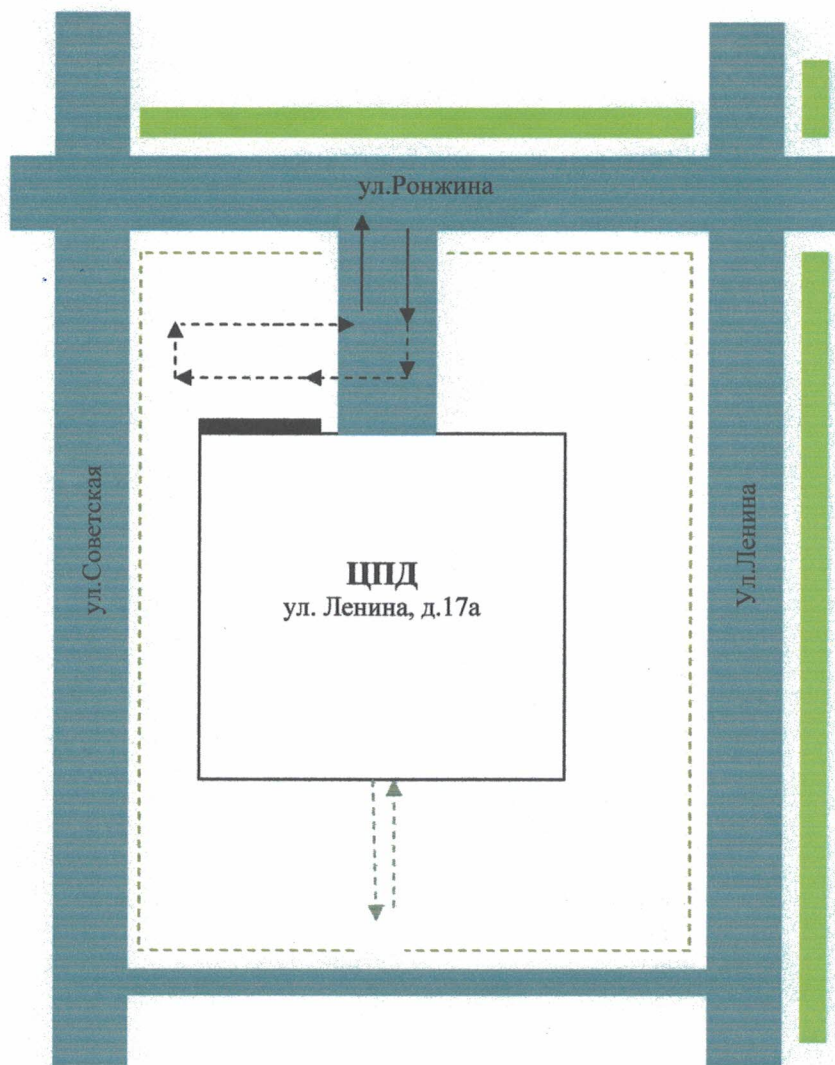 ул.Ронжина
ул.Советская
ЦПД
ул. Ленина, д.17а
Ул.Ленина